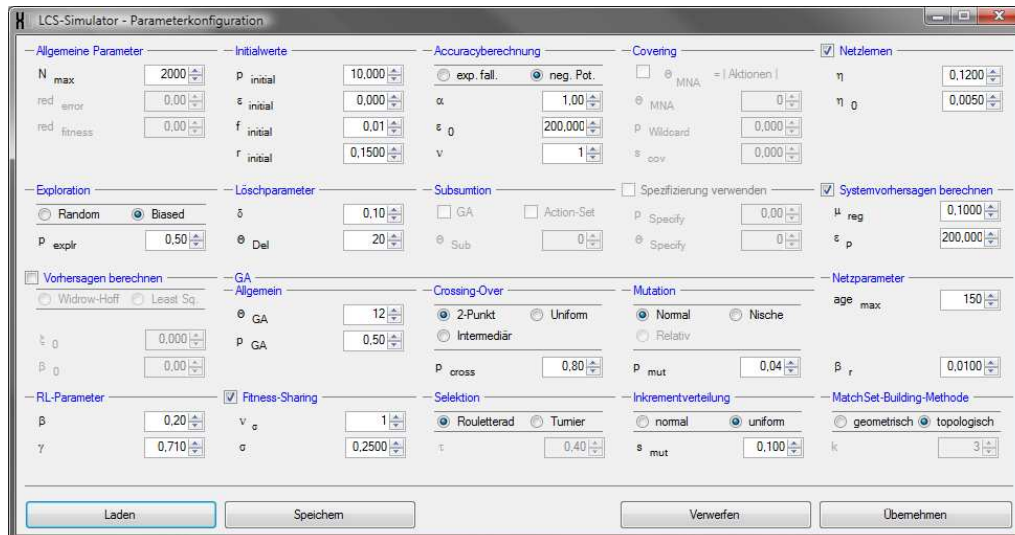 LCS-Simulator - Parameterkonfiguration
Allgemeine Parameter
N max 2000
red error 0,00
red fitness 0,00
Initialwerte
p initial 10,000
ε initial 0,000
f initial 0,01
r initial 0,1500
Accuracyberechnung
exp. fall. neg. Pot.
α 1,00
ε 0 200,000
ν 1
Covering
Θ MNA = | Aktionen |
Θ MNA 0
p Wildcard 0,000
s cov 0,000
Netzlernen
η 0,1200
η 0 0,0050
Exploration
Random Biased
p explr 0,50
Löschparameter
δ 0,10
Θ Del 20
Subsumtion
GA Action-Set
Θ Sub 0
Spezifizierung verwenden
p Specify 0,00
Θ Specify 0
Systemvorhersagen berechnen
μ reg 0,1000
ε p 200,000
Vorhersagen berechnen
Widrow-Hoff Least Sq.
ξ 0 0,000
β 0 0,00
GA
Allgemein
Θ GA 12
p GA 0,50
Crossing-Over
2-Punkt Uniform
Intermediär
p cross 0,80
Mutation
Normal Nische
Relativ
p mut 0,04
Netzparameter
age max 150
β r 0,0100
RL-Parameter
β 0,20
γ 0,710
Fitness-Sharing
ν σ 1
σ 0,2500
Selektion
Rouletterad Turnier
τ 0,40
Inkrementverteilung
normal uniform
s mut 0,100
MatchSet-Building-Methode
geometrisch topologisch
k 3
Laden
Speichern
Verwerfen
Übernehmen